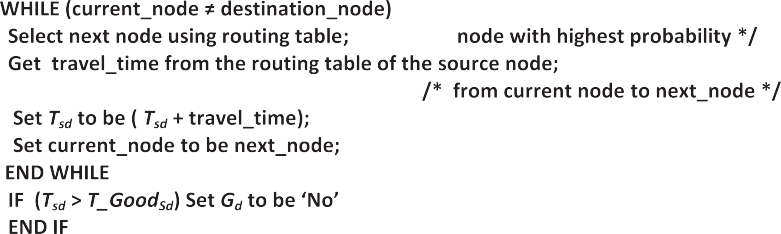 WHILE (current_node ≠ destination_node)
Select next node using routing table; node with highest probability */
Get travel_time from the routing table of the source node;
/* from current node to next_node */
Set Tsd to be ( Tsd + travel_time);
Set current_node to be next_node;
END WHILE
IF (Tsd > T_GoodSd) Set Gd to be ‘No’
END IF